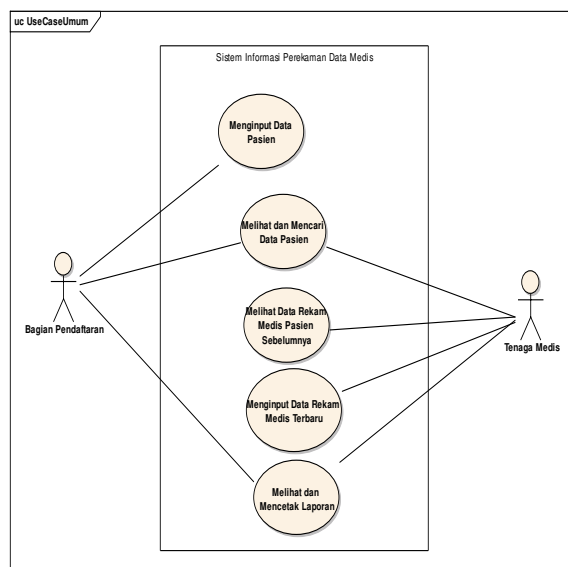 uc UseCaseUmum
Sistem Informasi Perekaman Data Medis
Menginput Data
Pasien
Melihat dan Mencari
Data Pasien
Bagian Pendaftaran
Melihat Data Rekam
Medis Pasien
Sebelumnya
Tenaga Medis
Menginput Data Rekam
Medis Terbaru
Melihat dan
Mencetak Laporan